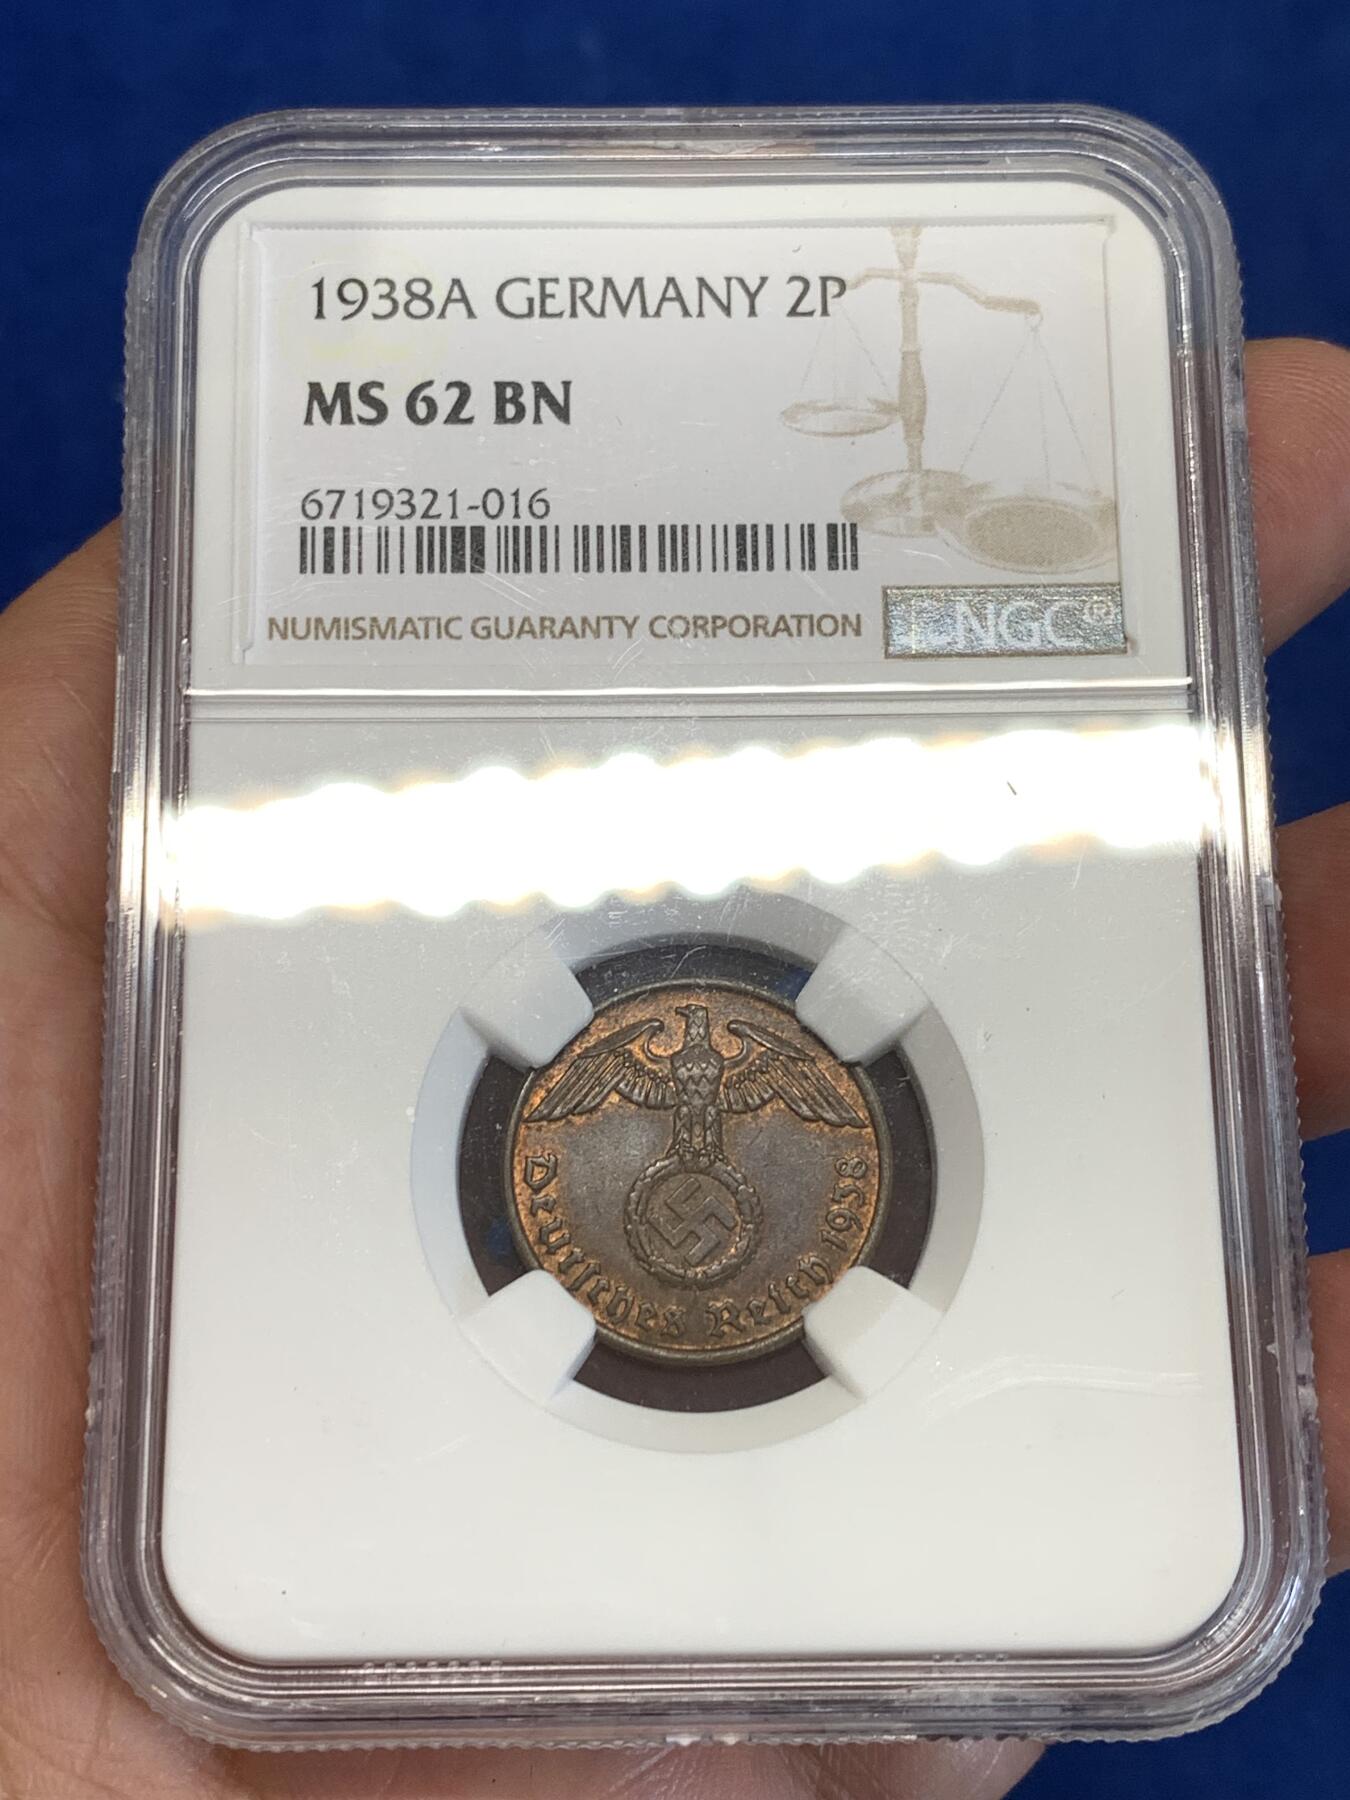 1938A GERMANY 2P
MS 62 BN
6719321-016
NUMISMATIC GUARANTY CORPORATION
NGC®
Deutsches Reich 1938